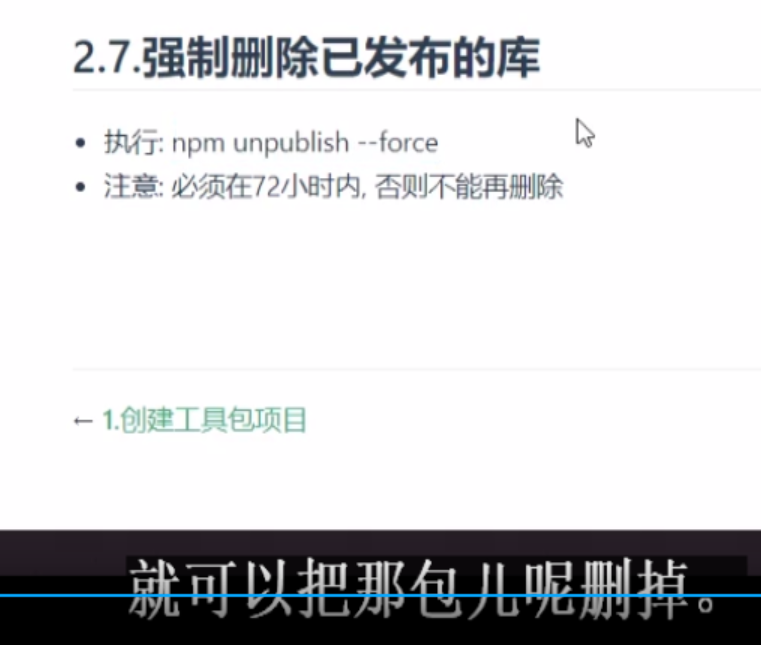 2.7.强制删除已发布的库
执行: npm unpublish --force
注意: 必须在72小时内, 否则不能再删除
← 1.创建工具包项目
就可以把那包儿呢删掉。